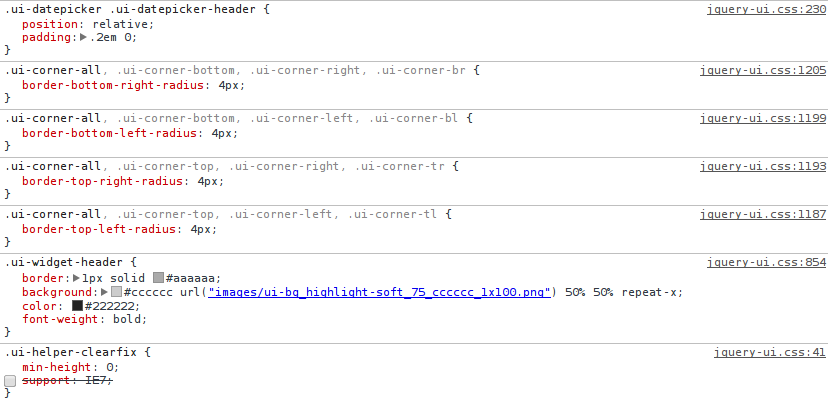 .ui-datepicker .ui-datepicker-header { jquery-ui.css:230
position: relative;
padding: .2em 0;
}
.ui-corner-all, .ui-corner-bottom, .ui-corner-right, .ui-corner-br { jquery-ui.css:1205
border-bottom-right-radius: 4px;
}
.ui-corner-all, .ui-corner-bottom, .ui-corner-left, .ui-corner-bl { jquery-ui.css:1199
border-bottom-left-radius: 4px;
}
.ui-corner-all, .ui-corner-top, .ui-corner-right, .ui-corner-tr { jquery-ui.css:1193
border-top-right-radius: 4px;
}
.ui-corner-all, .ui-corner-top, .ui-corner-left, .ui-corner-tl { jquery-ui.css:1187
border-top-left-radius: 4px;
}
.ui-widget-header { jquery-ui.css:854
border: 1px solid #aaaaaa;
background: #cccccc url("images/ui-bg_highlight-soft_75_cccccc_1x100.png") 50% 50% repeat-x;
color: #222222;
font-weight: bold;
}
.ui-helper-clearfix { jquery-ui.css:41
min-height: 0;
support: IE7;
}